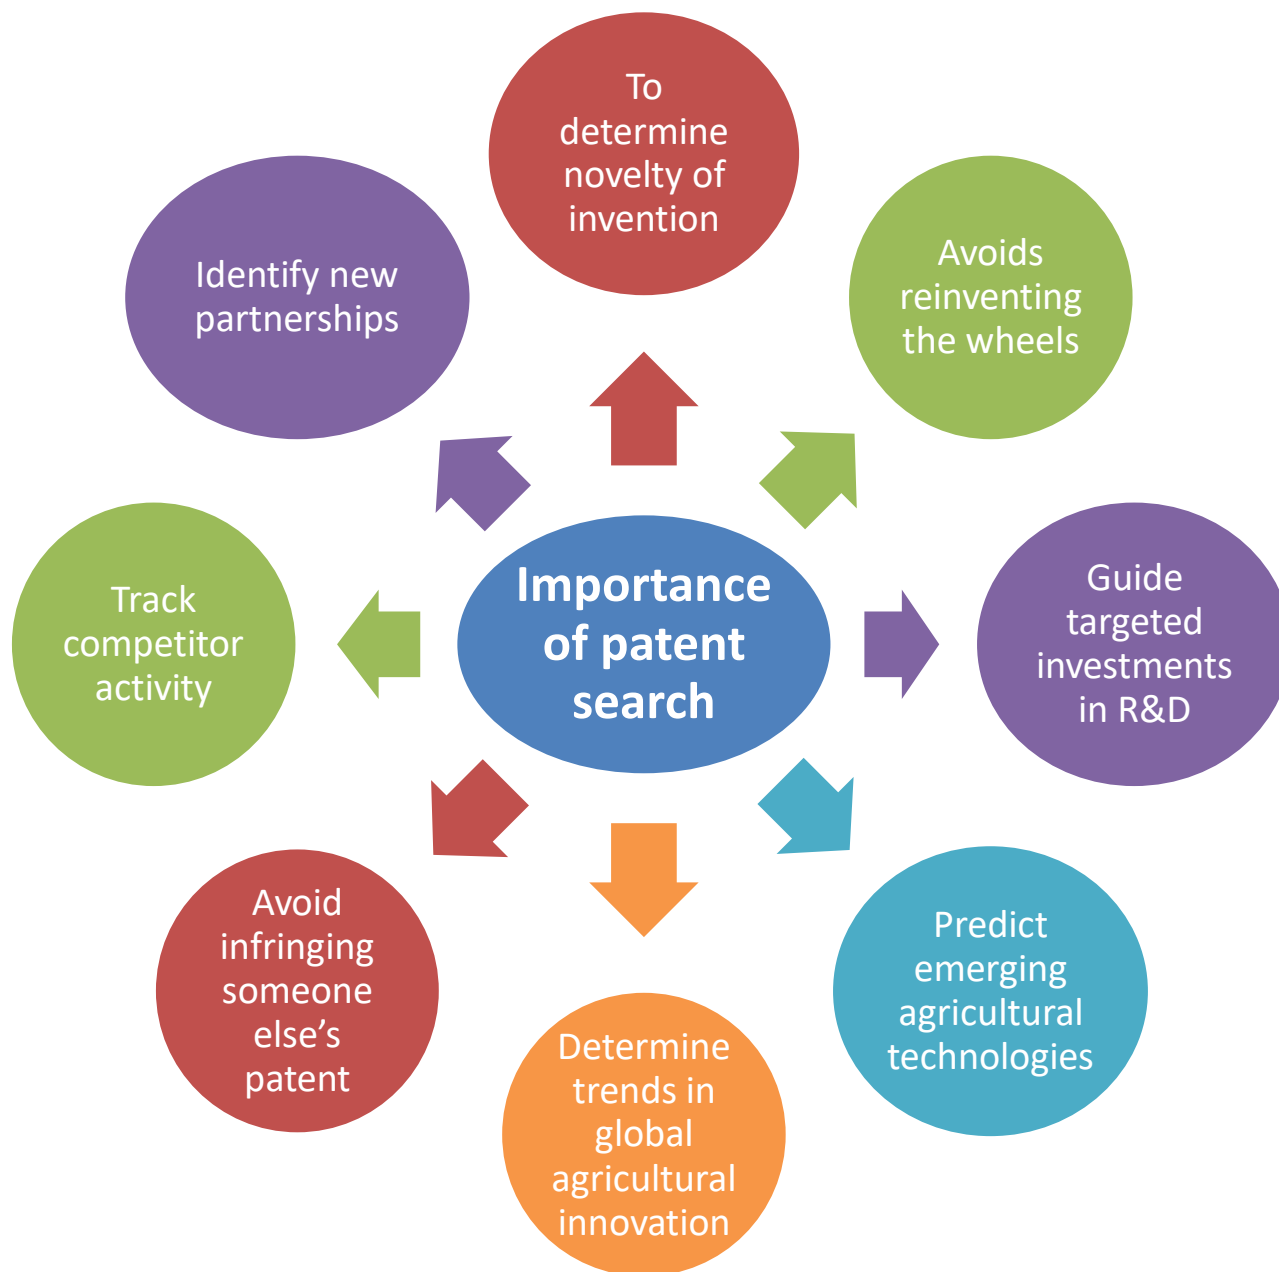 To
determine
novelty of
invention
Avoids
reinventing
the wheels
Guide
targeted
investments
in R&D
Predict
emerging
agricultural
technologies
Determine
trends in
global
agricultural
innovation
Avoid
infringing
someone
else’s
patent
Track
competitor
activity
Identify new
partnerships
Importance
of patent
search